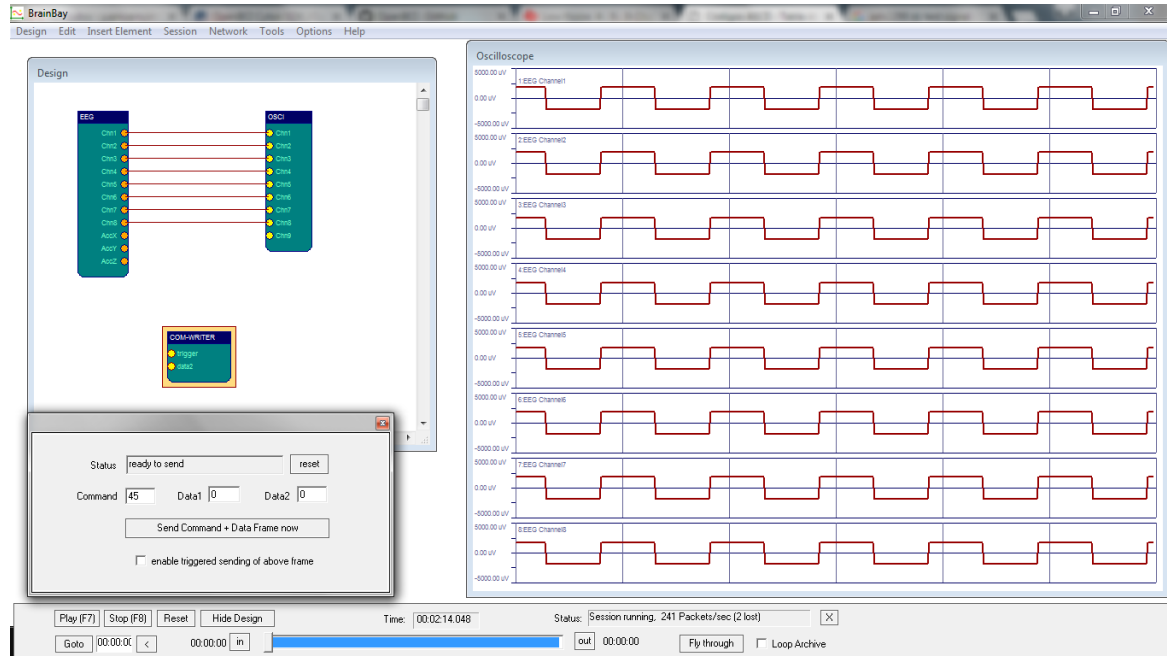 BrainBay
Design Edit Insert Element Session Network Tools Options Help
Design
EEG
Chn1
Chn2
Chn3
Chn4
Chn5
Chn6
Chn7
Chn8
AccX
AccY
AccZ
OSCI
Chn1
Chn2
Chn3
Chn4
Chn5
Chn6
Chn7
Chn8
Chn9
COM-WRITER
trigger
data2
Status ready to send reset
Command 45 Data1 0 Data2 0
Send Command + Data Frame now
enable triggered sending of above frame
Oscilloscope
5000.00 uV
1:EEG Channel1
0.00 uV
-5000.00 uV
5000.00 uV
2:EEG Channel2
0.00 uV
-5000.00 uV
5000.00 uV
3:EEG Channel3
0.00 uV
-5000.00 uV
5000.00 uV
4:EEG Channel4
0.00 uV
-5000.00 uV
5000.00 uV
5:EEG Channel5
0.00 uV
-5000.00 uV
5000.00 uV
6:EEG Channel6
0.00 uV
-5000.00 uV
5000.00 uV
7:EEG Channel7
0.00 uV
-5000.00 uV
5000.00 uV
8:EEG Channel8
0.00 uV
-5000.00 uV
Play (F7) Stop (F8) Reset Hide Design Time: 00:02:14.048 Status: Session running, 241 Packets/sec (2 lost) X
Goto 00:00:00 < 00:00:00 in out 00:00:00 Fly through Loop Archive